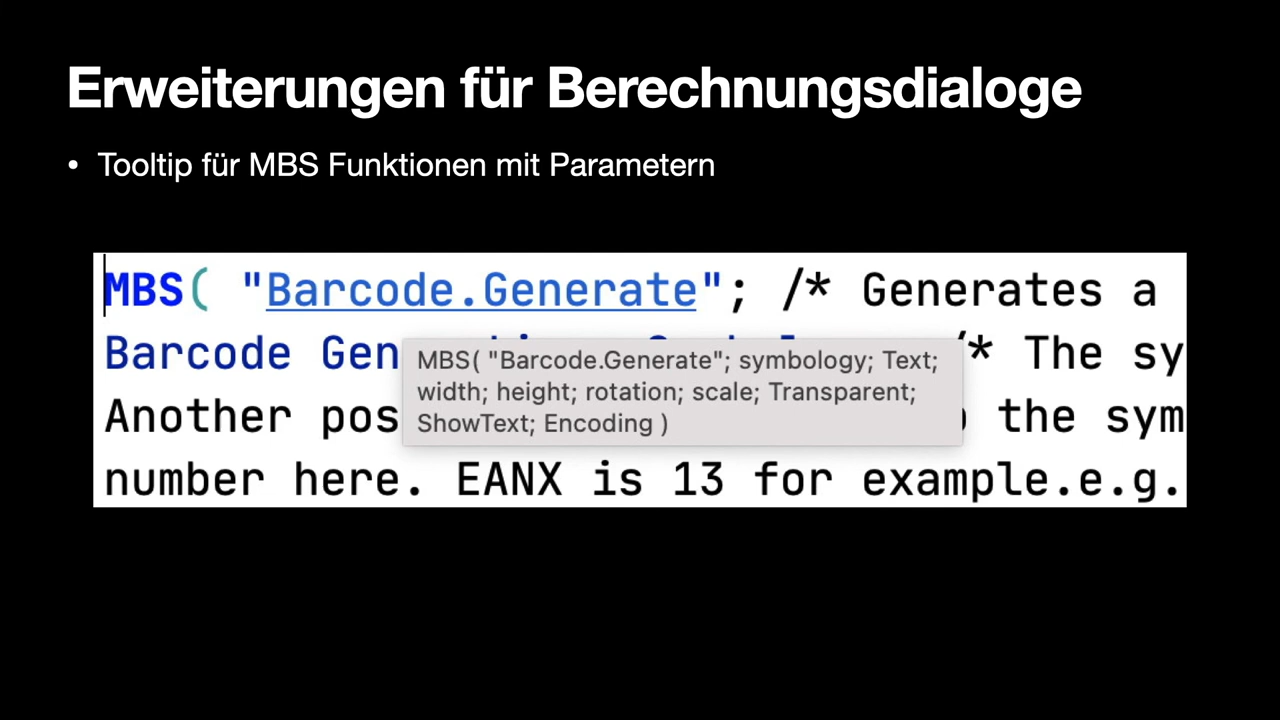 Erweiterungen für Berechnungsdialoge
• Tooltip für MBS Funktionen mit Parametern
MBS( "Barcode.Generate"; /* Generates a
Barcode Gen /* The sy
MBS( "Barcode.Generate"; symbology; Text;
width; height; rotation; scale; Transparent;
ShowText; Encoding )
Another pos the sym
number here. EANX is 13 for example.e.g.